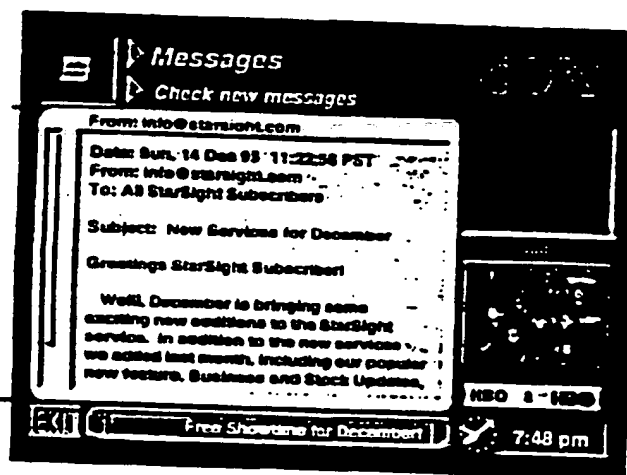 Messages
Check new messages
From: info@starsight.com
Date: Sun, 14 Dec 95 11:22:58 PST
From: info@starsight.com
To: All StarSight Subscribers
Subject: New Services for December
Greetings StarSight Subscriber!
Well, December is bringing some
exciting new additions to the StarSight
service. In addition to the new services
we added last month, including our popular
new feature, Business and Stock Updates,
HBO
EXIT
Free Showtime for December!
7:48 pm